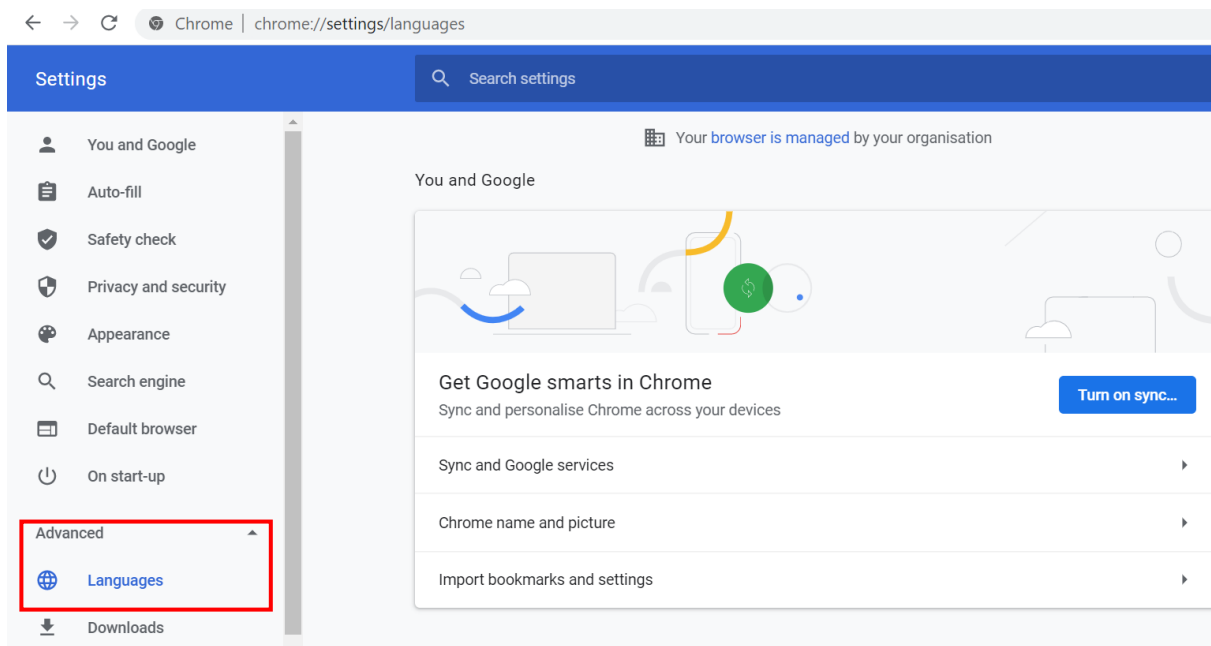 Chrome | chrome://settings/languages
Settings
Search settings
You and Google
Auto-fill
Safety check
Privacy and security
Appearance
Search engine
Default browser
On start-up
Advanced
Languages
Downloads
Your browser is managed by your organisation
You and Google
Get Google smarts in Chrome
Sync and personalise Chrome across your devices
Turn on sync...
Sync and Google services
Chrome name and picture
Import bookmarks and settings